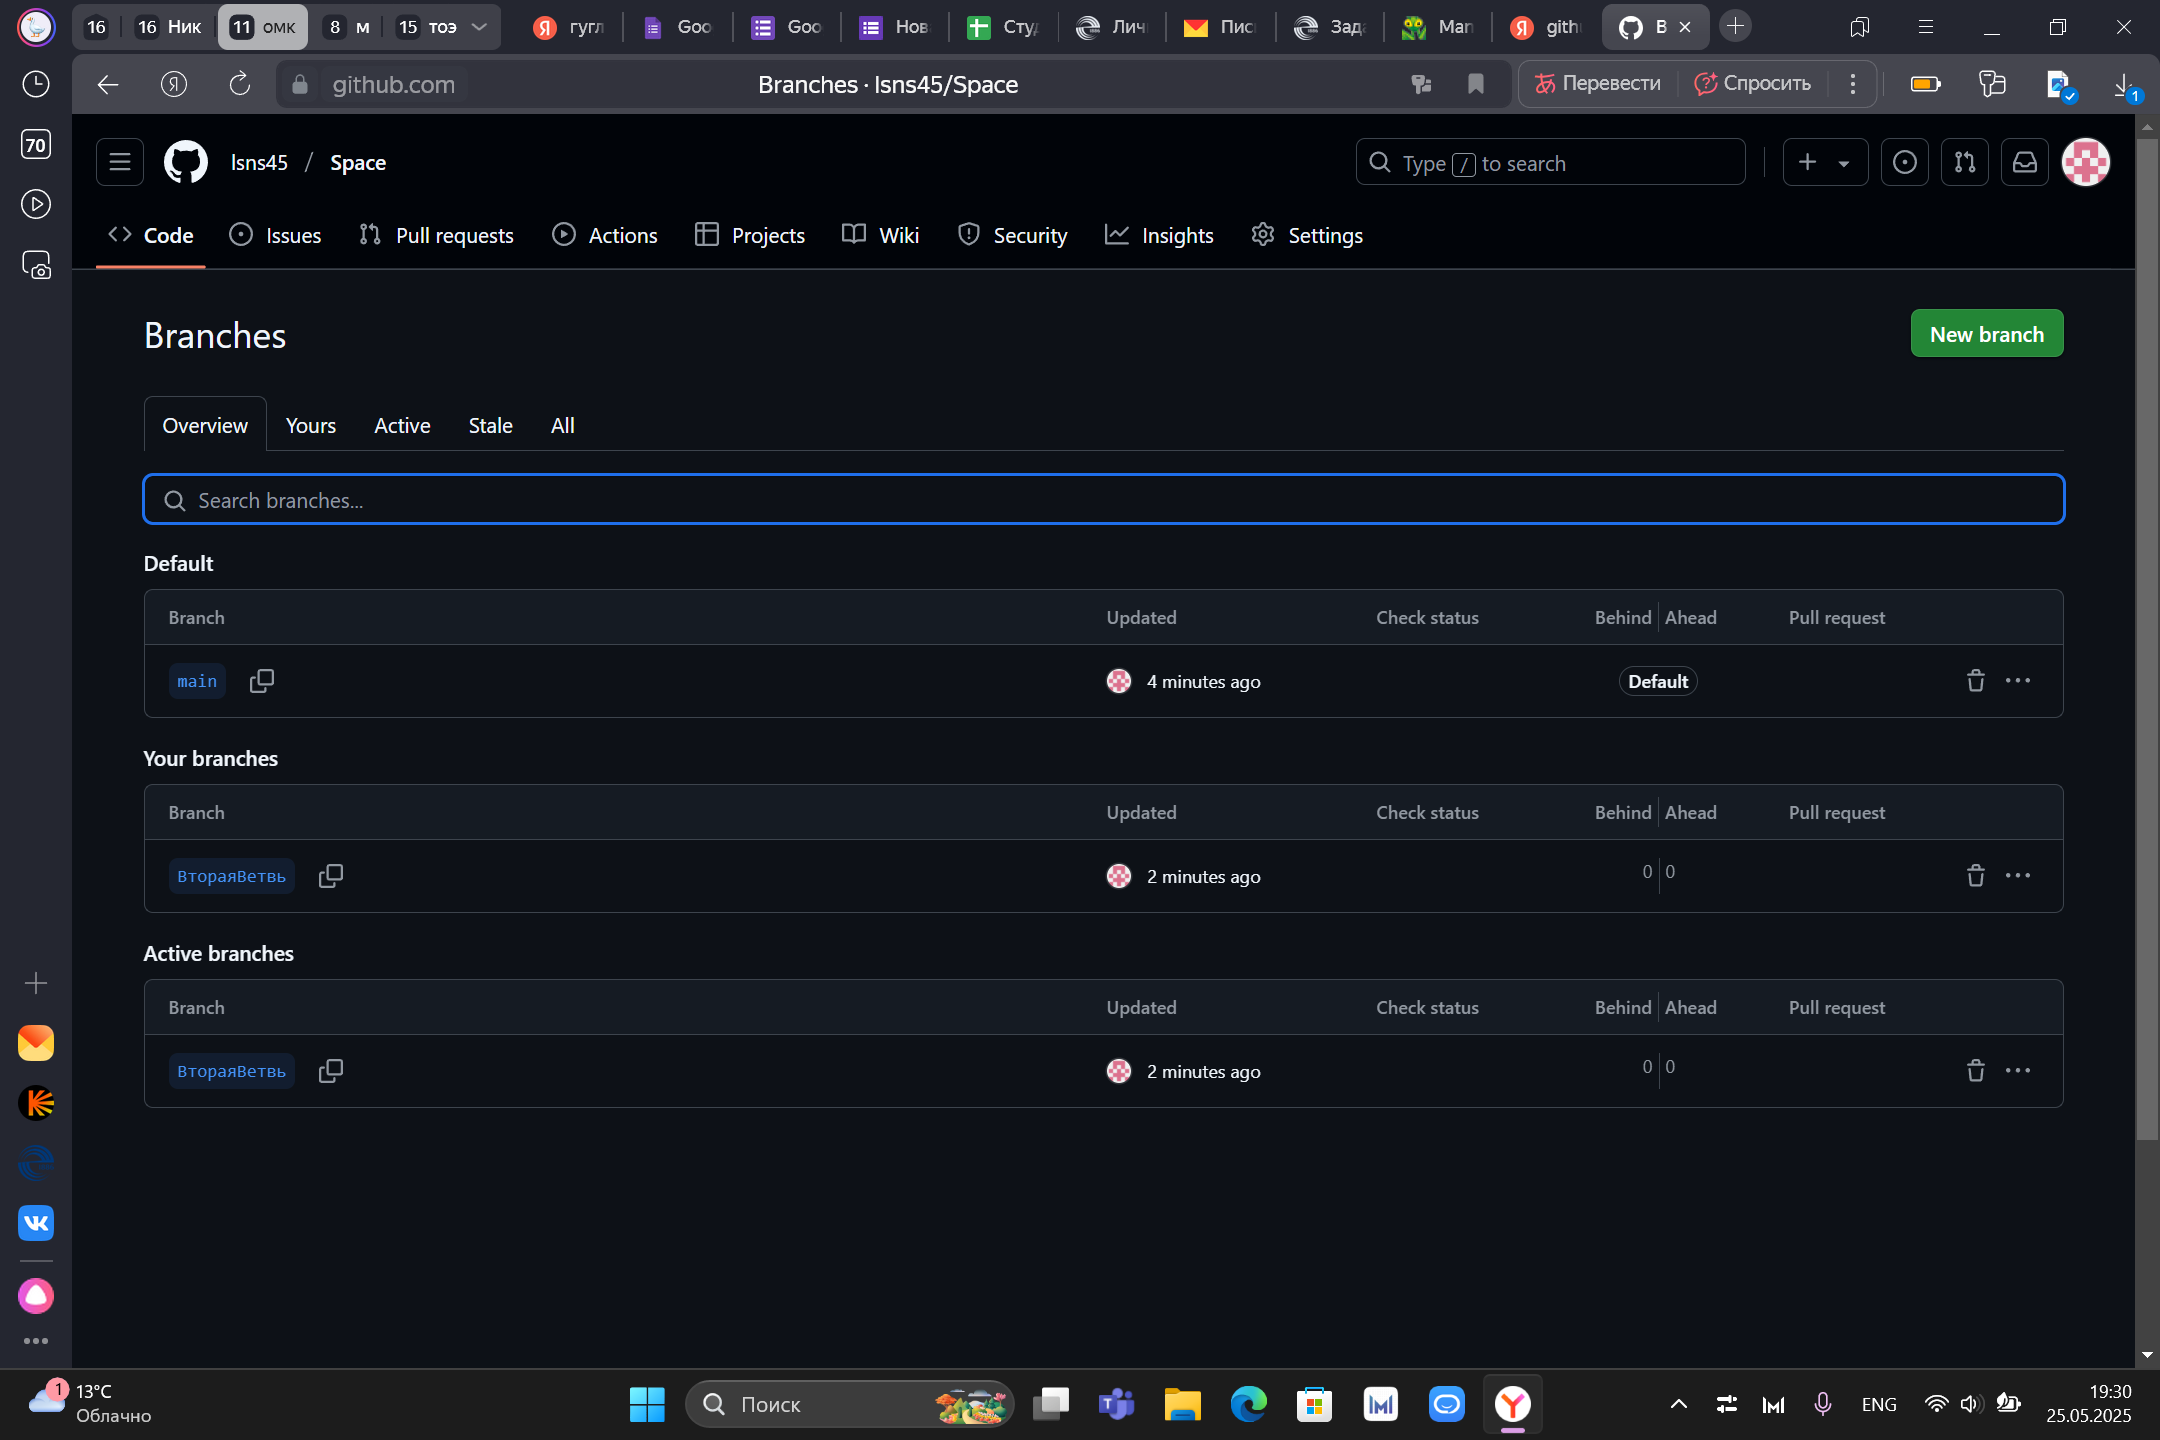 16 16 Ник 11 омк 8 м 15 тоэ гугл Goo Goo Нов Сту Личн Пис Зада Man gith B
github.com Branches · lsns45/Space Перевести Спросить 1
70
lsns45 / Space Type / to search
Code Issues Pull requests Actions Projects Wiki Security Insights Settings
Branches New branch
Overview Yours Active Stale All
Search branches...
Default
Branch Updated Check status Behind Ahead Pull request
main 4 minutes ago Default
Your branches
Branch Updated Check status Behind Ahead Pull request
ВтораяВетвь 2 minutes ago 0 0
Active branches
Branch Updated Check status Behind Ahead Pull request
ВтораяВетвь 2 minutes ago 0 0
1 13°C
Облачно
Поиск
ENG
19:30
25.05.2025